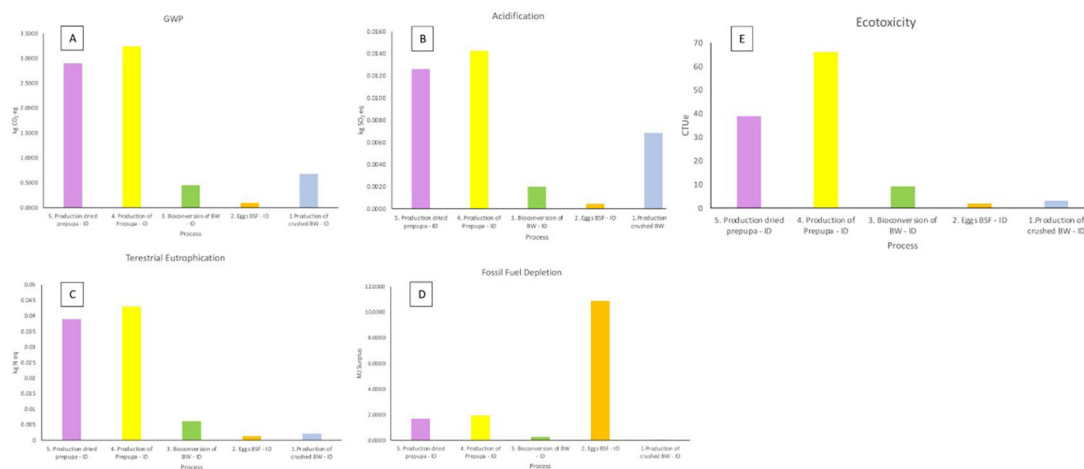 GWP
A
kg CO2 eg
3.5000
3.0000
2.5000
2.0000
1.5000
1.0000
0.5000
0.0000
5. Production dried prepupa - ID
4. Production of Prepupa - ID
3. Bioconversion of BW - ID
2. Eggs BSF - ID
1.Production of crushed BW - ID
Process
Acidification
B
kg SO2 eq
0.0160
0.0140
0.0120
0.0100
0.0080
0.0060
0.0040
0.0020
0.0000
5. Production dried prepupa - ID
4. Production of Prepupa - ID
3. Bioconversion of BW - ID
2. Eggs BSF - ID
1.Production crushed BW
Process
Ecotoxicity
E
CTUe
70
60
50
40
30
20
10
0
5. Production dried prepupa - ID
4. Production of Prepupa - ID
3. Bioconversion of BW - ID
2. Eggs BSF - ID
1.Production of crushed BW - ID
Process
Terestrial Eutrophication
C
kg N eq
0.05
0.045
0.04
0.035
0.03
0.025
0.02
0.015
0.01
0.005
0
5. Production dried prepupa - ID
4. Production of Prepupa - ID
3. Bioconversion of BW - ID
2. Eggs BSF - ID
1.Production of crushed BW - ID
Process
Fossil Fuel Depletion
D
MJ Surplus
12.0000
10.0000
8.0000
6.0000
4.0000
2.0000
0.0000
5. Production dried prepupa - ID
4. Production of Prepupa - ID
3. Bioconversion of BW - ID
2. Eggs BSF - ID
1.Production of crushed BW - ID
Process